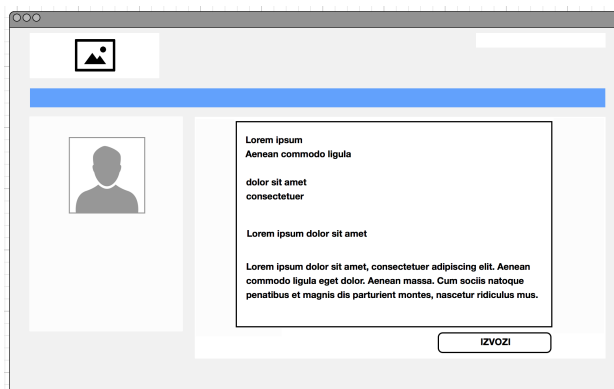 Lorem ipsum
Aenean commodo ligula
dolor sit amet
consectetuer
Lorem ipsum dolor sit amet
Lorem ipsum dolor sit amet, consectetuer adipiscing elit. Aenean
commodo ligula eget dolor. Aenean massa. Cum sociis natoque
penatibus et magnis dis parturient montes, nascetur ridiculus mus.
IZVOZI